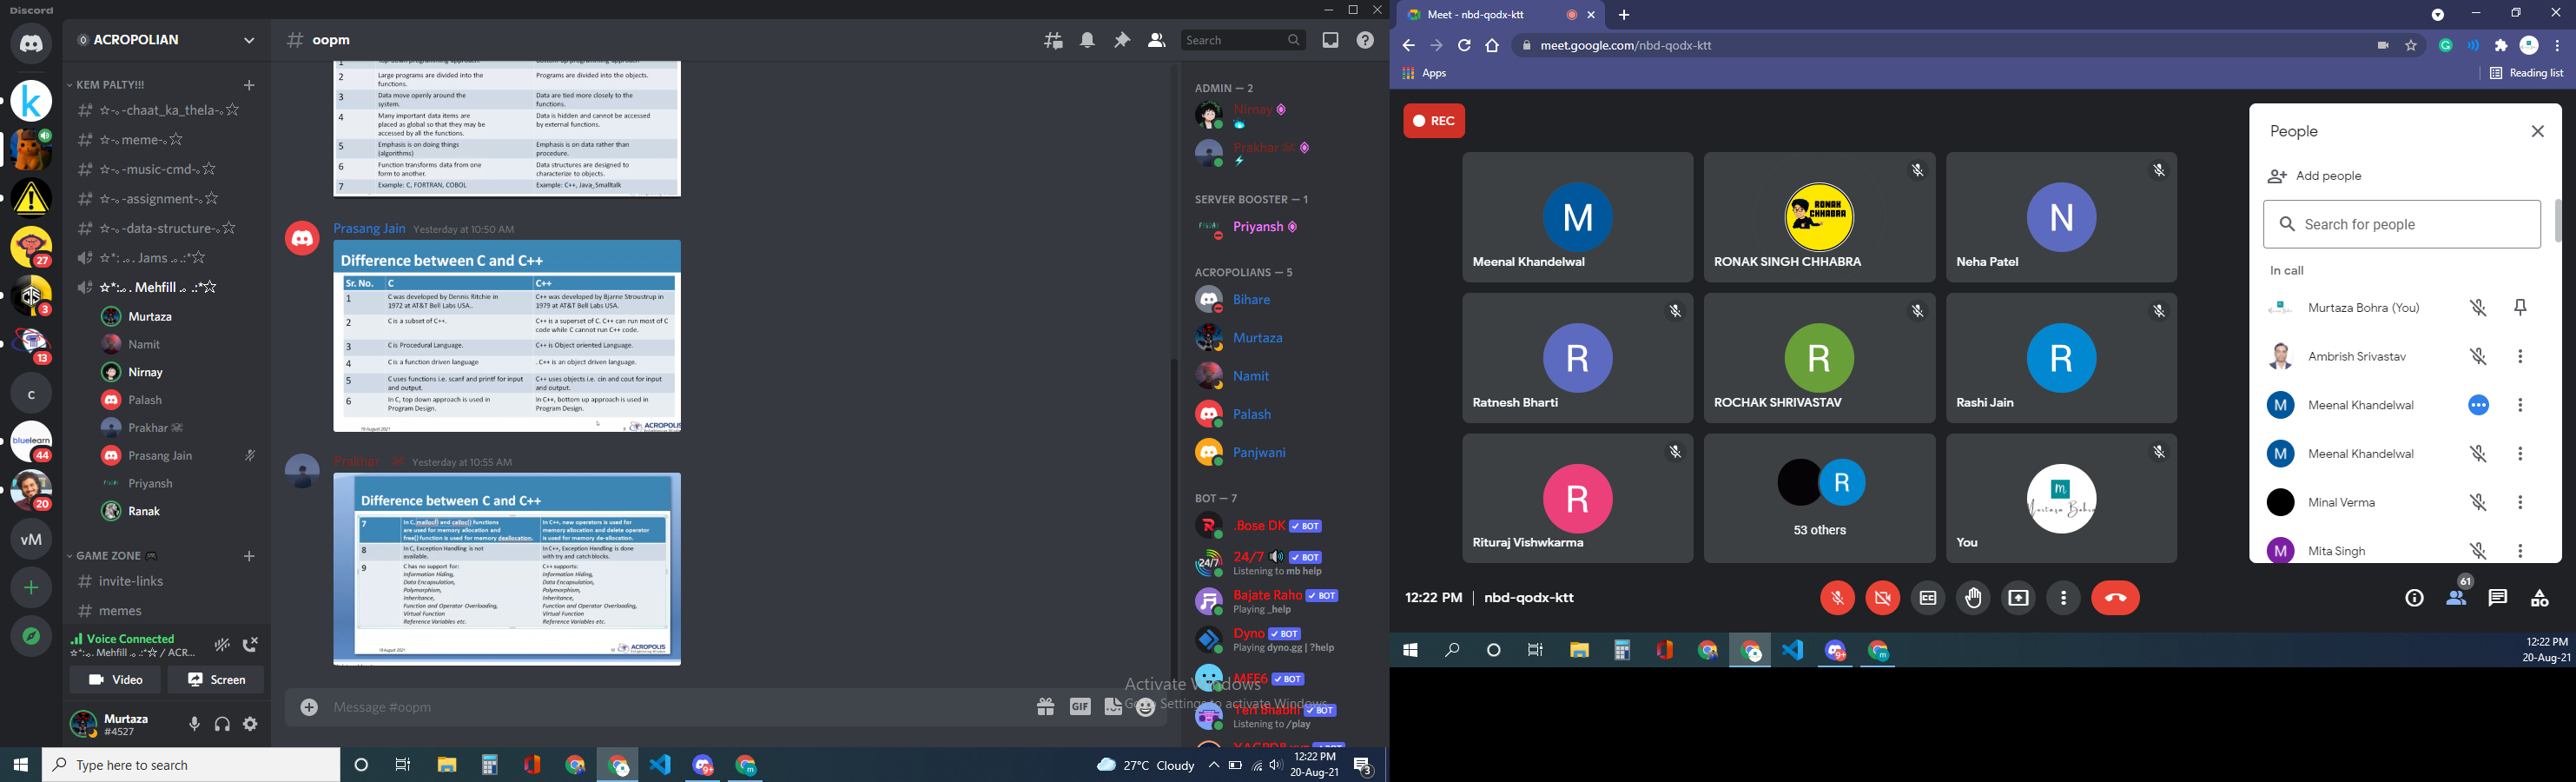 Discord
ACROPOLIAN
KEM PALTY!!!
☆-｡-chaat_ka_thela-｡☆
☆-｡meme-｡☆
☆-｡-music-cmd-｡☆
☆-｡-assignment-｡☆
☆-｡-data-structure-｡☆
☆*: .｡. Jams .｡.:*☆
☆*:.｡. Mehfill .｡ .:*☆
Murtaza
Namit
Nirnay
Palash
Prakhar
Prasang Jain
Priyansh
Ranak
GAME ZONE
# invite-links
# memes
27
3
13
c
bluelearn
44
20
vM
Voice Connected
☆*:.｡. Mehfill .｡ .:*☆ / ACR...
Video
Screen
Murtaza
#4527
# oopm
Search
2 Large programs are divided into the functions. Programs are divided into the objects.
3 Data move openly around the system. Data are tied more closely to the functions.
4 Many important data items are placed as global so that they may be accessed by all the functions. Data is hidden and cannot be accessed by external functions.
5 Emphasis is on doing things (algorithms) Emphasis is on data rather than procedure.
6 Function transforms data from one form to another. Data structures are designed to characterize to objects.
7 Example: C, FORTRAN, COBOL Example: C++, Java, Smalltalk
Prasang Jain Yesterday at 10:50 AM
Difference between C and C++
Sr. No. C C++
1 C was developed by Dennis Ritchie in 1972 at AT&T Bell Labs USA.. C++ was developed by Bjarne Stroustrup in 1979 at AT&T Bell Labs USA.
2 C is a subset of C++. C++ is a superset of C. C++ can run most of C code while C cannot run C++ code.
3 C is Procedural Language. C++ is Object oriented Language.
4 C is a function driven language . C++ is an object driven language.
5 C uses functions i.e. scanf and printf for input and output. C++ uses objects i.e. cin and cout for input and output.
6 In C, top down approach is used in Program Design. In C++, bottom up approach is used in Program Design.
19 August 2021
ACROPOLIS
Prakhar Yesterday at 10:55 AM
Difference between C and C++
7 In C, malloc() and calloc() functions are used for memory allocation and free() function is used for memory deallocation. In C++, new operators is used for memory allocation and delete operator is used for memory de-allocation.
8 In C, Exception Handling is not available. In C++, Exception Handling is done with try and catch blocks.
9 C has no support for: C++ supports:
Information Hiding, Information Hiding,
Data Encapsulation, Data Encapsulation,
Polymorphism, Polymorphism,
Inheritance, Inheritance,
Function and Operator Overloading, Function and Operator Overloading,
Virtual Function Virtual Function
Reference Variables etc. Reference Variables etc.
19 August 2021
ACROPOLIS
Message #oopm
GIF
ADMIN — 2
Nirnay
Prakhar
SERVER BOOSTER — 1
Priyansh
ACROPOLIANS — 5
Bihare
Murtaza
Namit
Palash
Panjwani
BOT — 7
.Bose DK ✓ BOT
24/7 ✓ BOT
Listening to mb help
Bajate Raho ✓ BOT
Playing _help
Dyno ✓ BOT
Playing dyno.gg | ?help
MEE6 ✓ BOT
Teri Bhabhi ✓ BOT
Listening to /play
YAGPDB.xyz ✓ BOT
Activate Windows
Go to Settings to activate Windows.
Type here to search
9+
27°C Cloudy
12:22 PM
20-Aug-21
3
Meet - nbd-qodx-ktt
meet.google.com/nbd-qodx-ktt
Apps
Reading list
REC
M
Meenal Khandelwal
RONAK CHHABRA
RONAK SINGH CHHABRA
N
Neha Patel
R
Ratnesh Bharti
R
ROCHAK SHRIVASTAV
R
Rashi Jain
R
Rituraj Vishwkarma
R
53 others
m
Murtaza Bohra
You
People
Add people
Search for people
In call
Murtaza Bohra (You)
Ambrish Srivastav
M Meenal Khandelwal
M Meenal Khandelwal
Minal Verma
M Mita Singh
12:22 PM | nbd-qodx-ktt
61
9+
12:22 PM
20-Aug-21